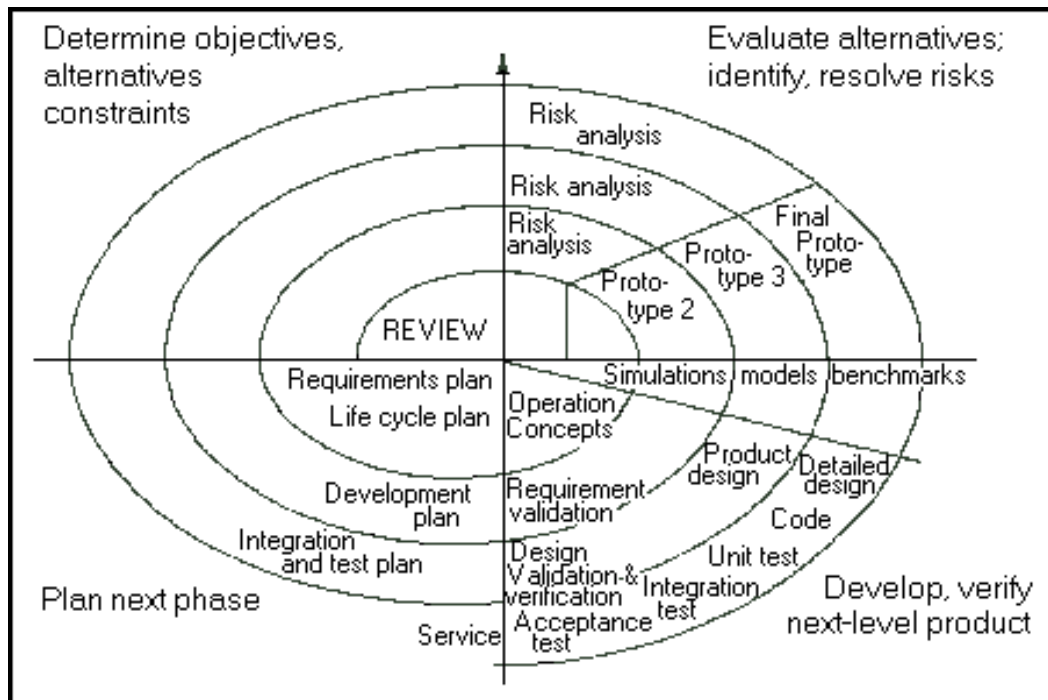 Determine objectives,
alternatives
constraints
Evaluate alternatives;
identify, resolve risks
Risk
analysis
Risk analysis
Risk
analysis
Final
Proto-
type
Proto-
type 3
Proto-
type 2
REVIEW
Requirements plan
Life cycle plan
Simulations models benchmarks
Operation
Concepts
Product
design
Detailed
design
Development
plan
Requirement
validation
Code
Integration
and test plan
Design
Validation-&
verification
Unit test
Integration
test
Plan next phase
Develop, verify
next-level product
Service
Acceptance
test